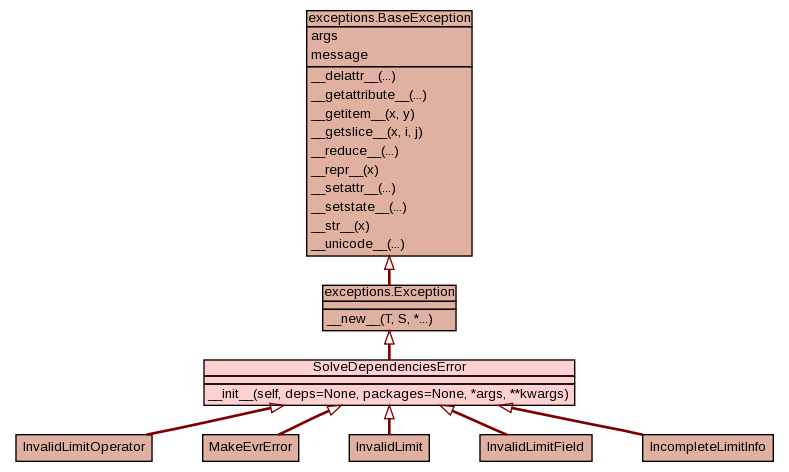 exceptions.BaseException
args
message
__delattr__(...)
__getattribute__(...)
__getitem__(x, y)
__getslice__(x, i, j)
__reduce__(...)
__repr__(x)
__setattr__(...)
__setstate__(...)
__str__(x)
__unicode__(...)
exceptions.Exception
__new__(T, S, *...)
SolveDependenciesError
__init__(self, deps=None, packages=None, *args, **kwargs)
InvalidLimitOperator
MakeEvrError
InvalidLimit
InvalidLimitField
IncompleteLimitInfo